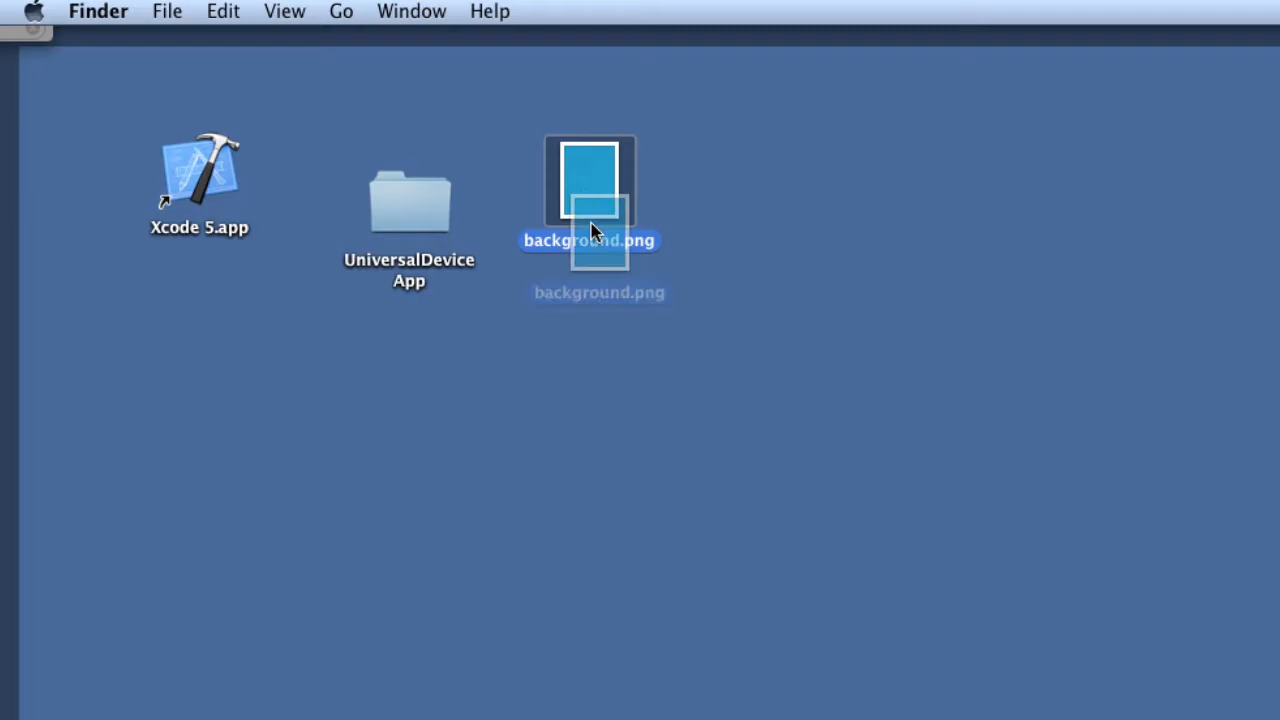 Finder File Edit View Go Window Help
Xcode 5.app
UniversalDevice
App
background.png
background.png